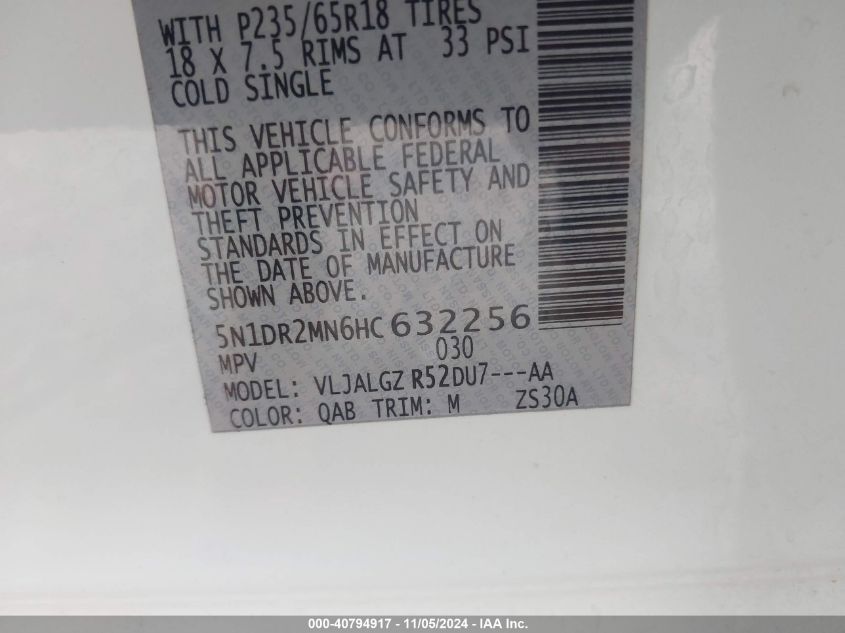 WITH P235/65R18 TIRES
18 X 7.5 RIMS AT 33 PSI
COLD SINGLE
THIS VEHICLE CONFORMS TO
ALL APPLICABLE FEDERAL
MOTOR VEHICLE SAFETY AND
THEFT PREVENTION
STANDARDS IN EFFECT ON
THE DATE OF MANUFACTURE
SHOWN ABOVE.
5N1DR2MN6HC 632256
MPV 030
MODEL: VLJALGZ R52DU7---AA
COLOR: QAB TRIM: M ZS30A
000-40794917 - 11/05/2024 - IAA Inc.